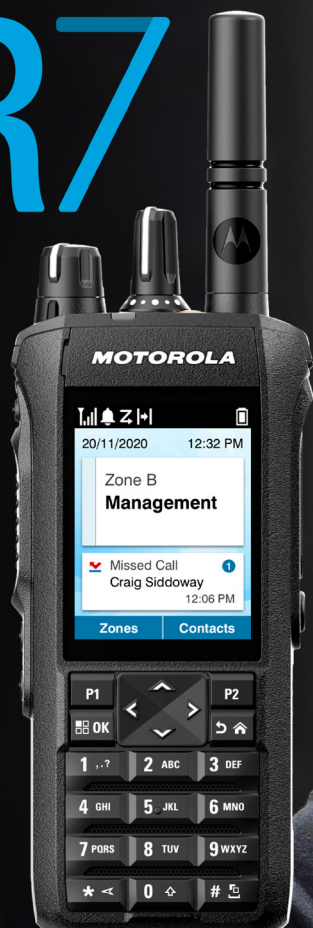 R7
MOTOROLA
20/11/2020 12:32 PM
Zone B
Management
Missed Call 1
Craig Siddoway
12:06 PM
Zones Contacts
P1 P2
OK
1 ,.? 2 ABC 3 DEF
4 GHI 5 JKL 6 MNO
7 PQRS 8 TUV 9 WXYZ
* 0 #